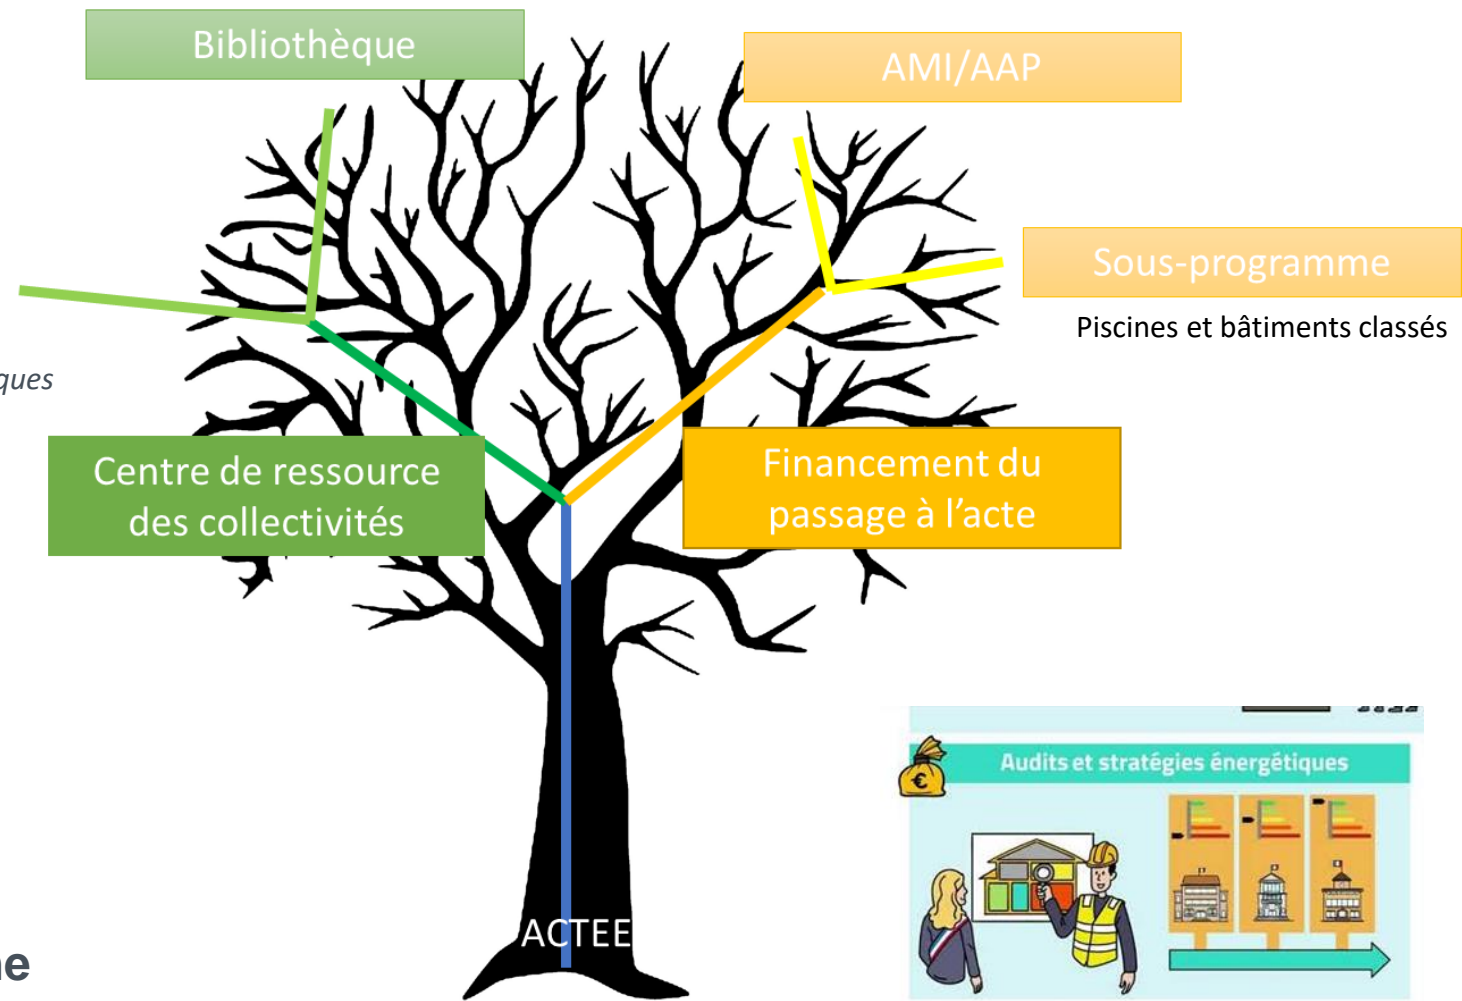 Bibliothèque
AMI/AAP
Sous-programme
Piscines et bâtiments classés
Centre de ressource
des collectivités
Financement du
passage à l'acte
Audits et stratégies énergétiques
€
ACTEE